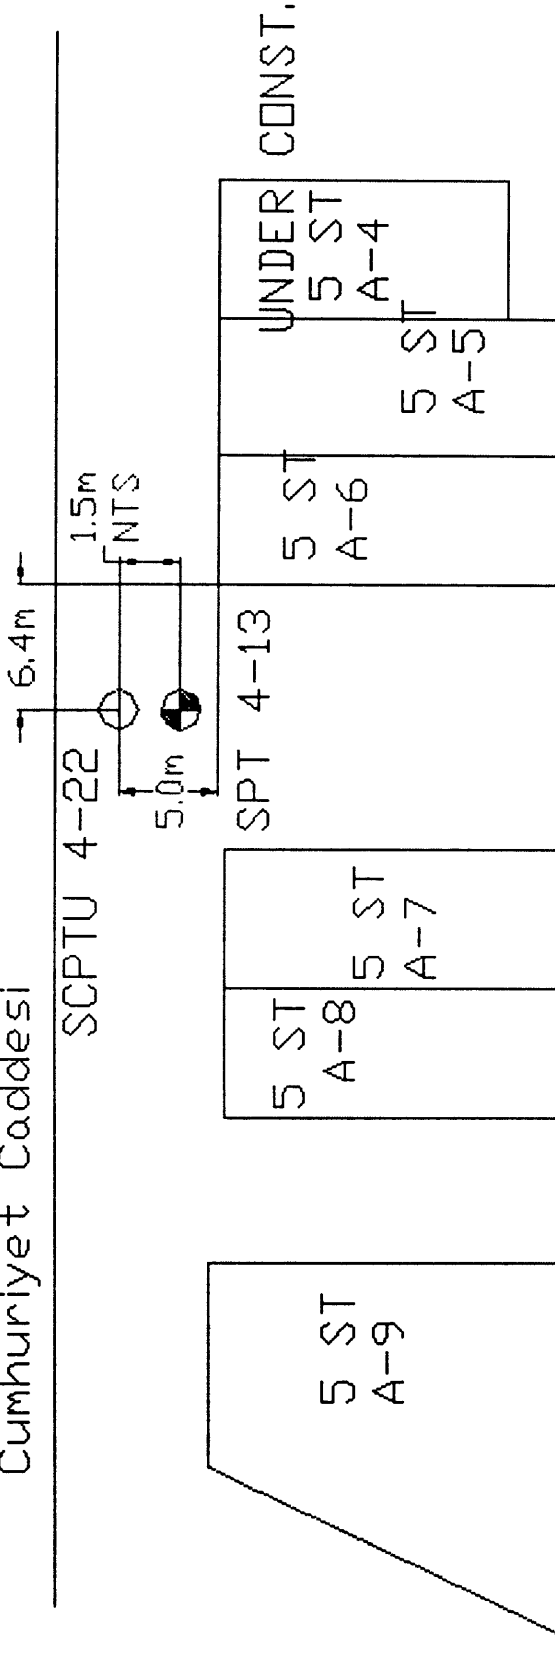 Cumhuriyet Caddesi
6.4m
SCPTU 4-22
1.5m
NTS
5.0m
SPT 4-13
UNDER CONST.
5 ST
A-4
5 ST
A-5
5 ST
A-6
5 ST
A-7
5 ST
A-8
5 ST
A-9